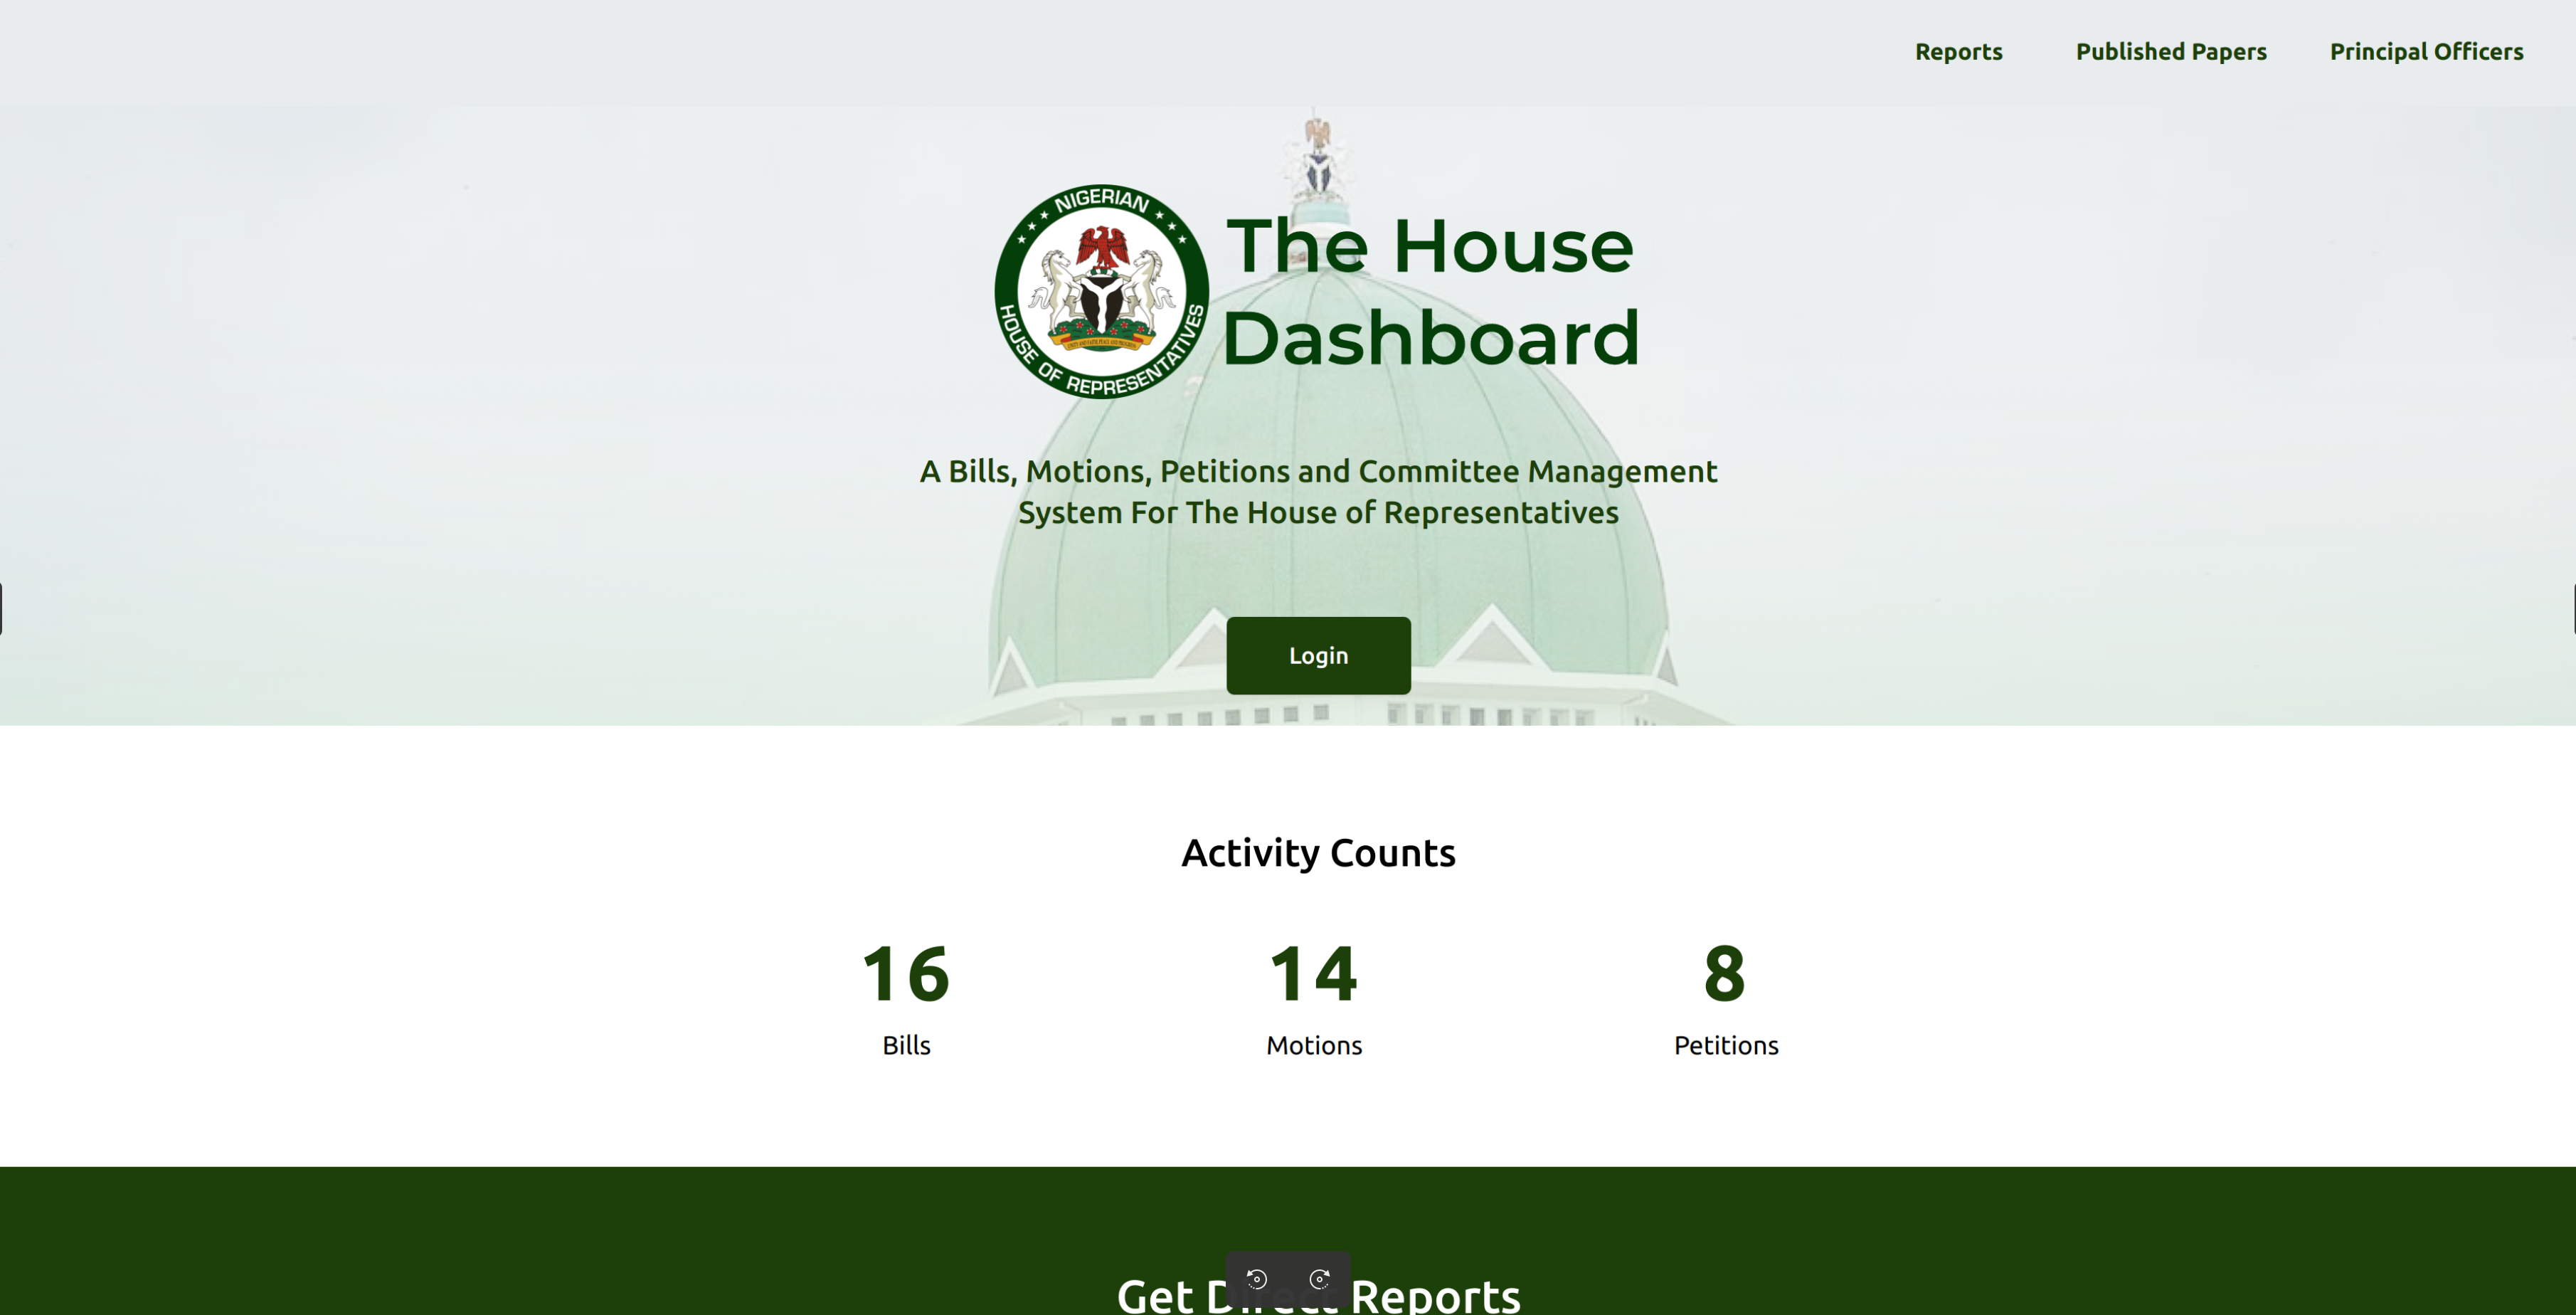 Reports Published Papers Principal Officers
NIGERIAN
HOUSE OF REPRESENTATIVES
The House
Dashboard
A Bills, Motions, Petitions and Committee Management
System For The House of Representatives
Login
Activity Counts
16 14 8
Bills Motions Petitions
Get Direct Reports